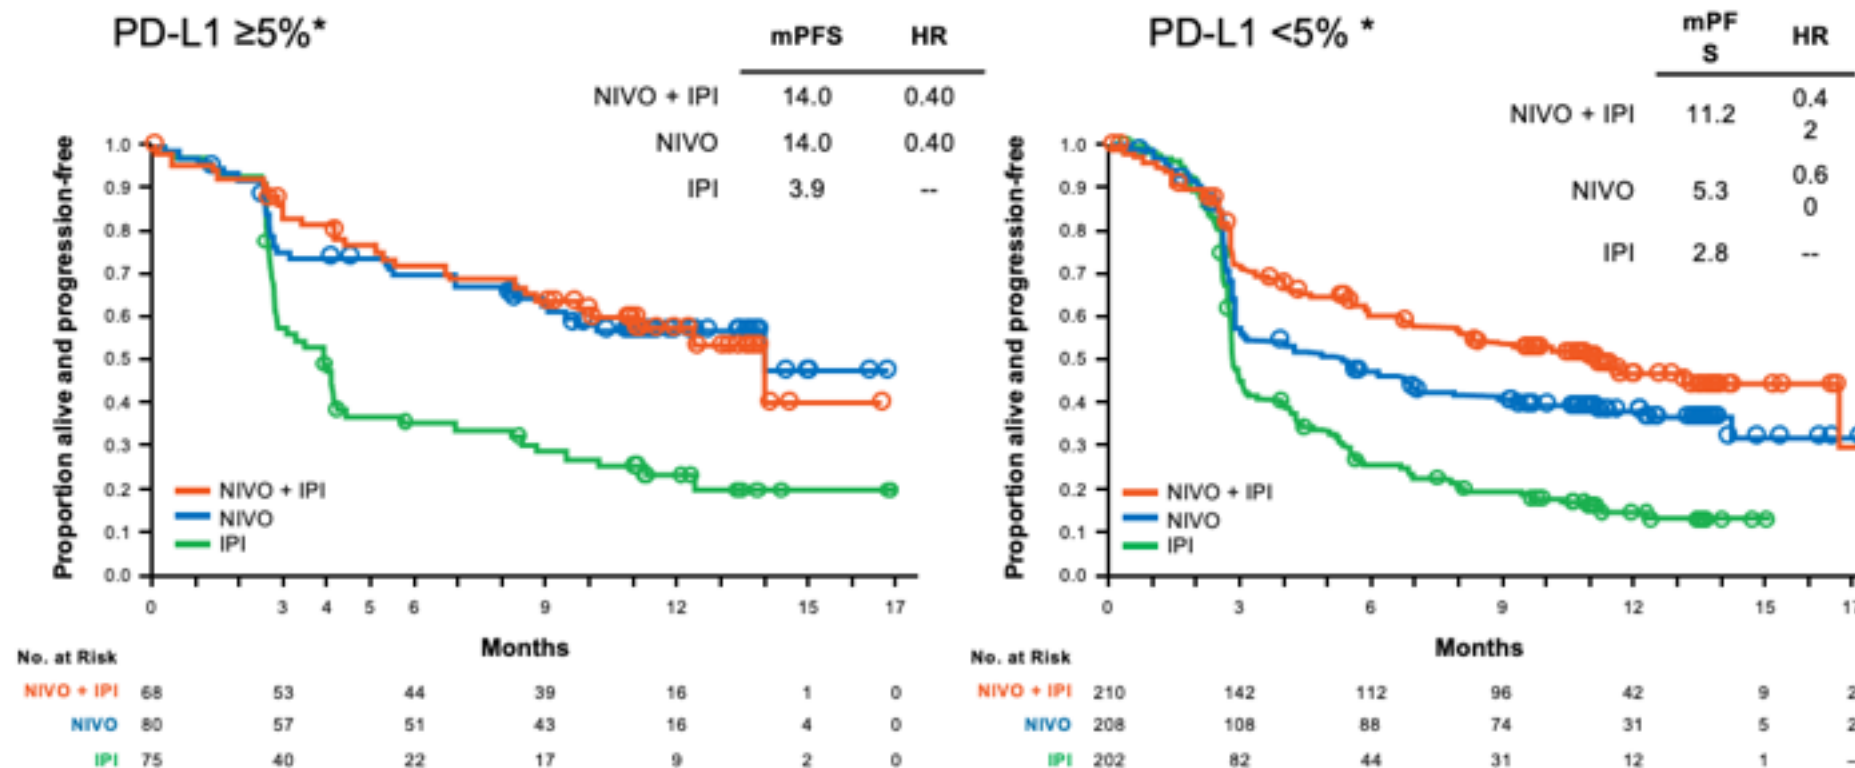 PD-L1 ≥5%*
mPFS HR
NIVO + IPI 14.0 0.40
NIVO 14.0 0.40
IPI 3.9 --
Proportion alive and progression-free
1.0
0.9
0.8
0.7
0.6
0.5
0.4
0.3
0.2
0.1
0.0
NIVO + IPI
NIVO
IPI
0 3 4 5 6 9 12 15 17
Months
No. at Risk
NIVO + IPI 68 53 44 39 16 1 0
NIVO 80 57 51 43 16 4 0
IPI 75 40 22 17 9 2 0
PD-L1 <5% *
mPF
S
HR
NIVO + IPI 11.2 0.4
2
NIVO 5.3 0.6
0
IPI 2.8 --
Proportion alive and progression-free
1.0
0.9
0.8
0.7
0.6
0.5
0.4
0.3
0.2
0.1
0.0
NIVO + IPI
NIVO
IPI
0 3 6 9 12 15 17
Months
No. at Risk
NIVO + IPI 210 142 112 96 42 9 2
NIVO 208 108 88 74 31 5 2
IPI 202 82 44 31 12 1 --